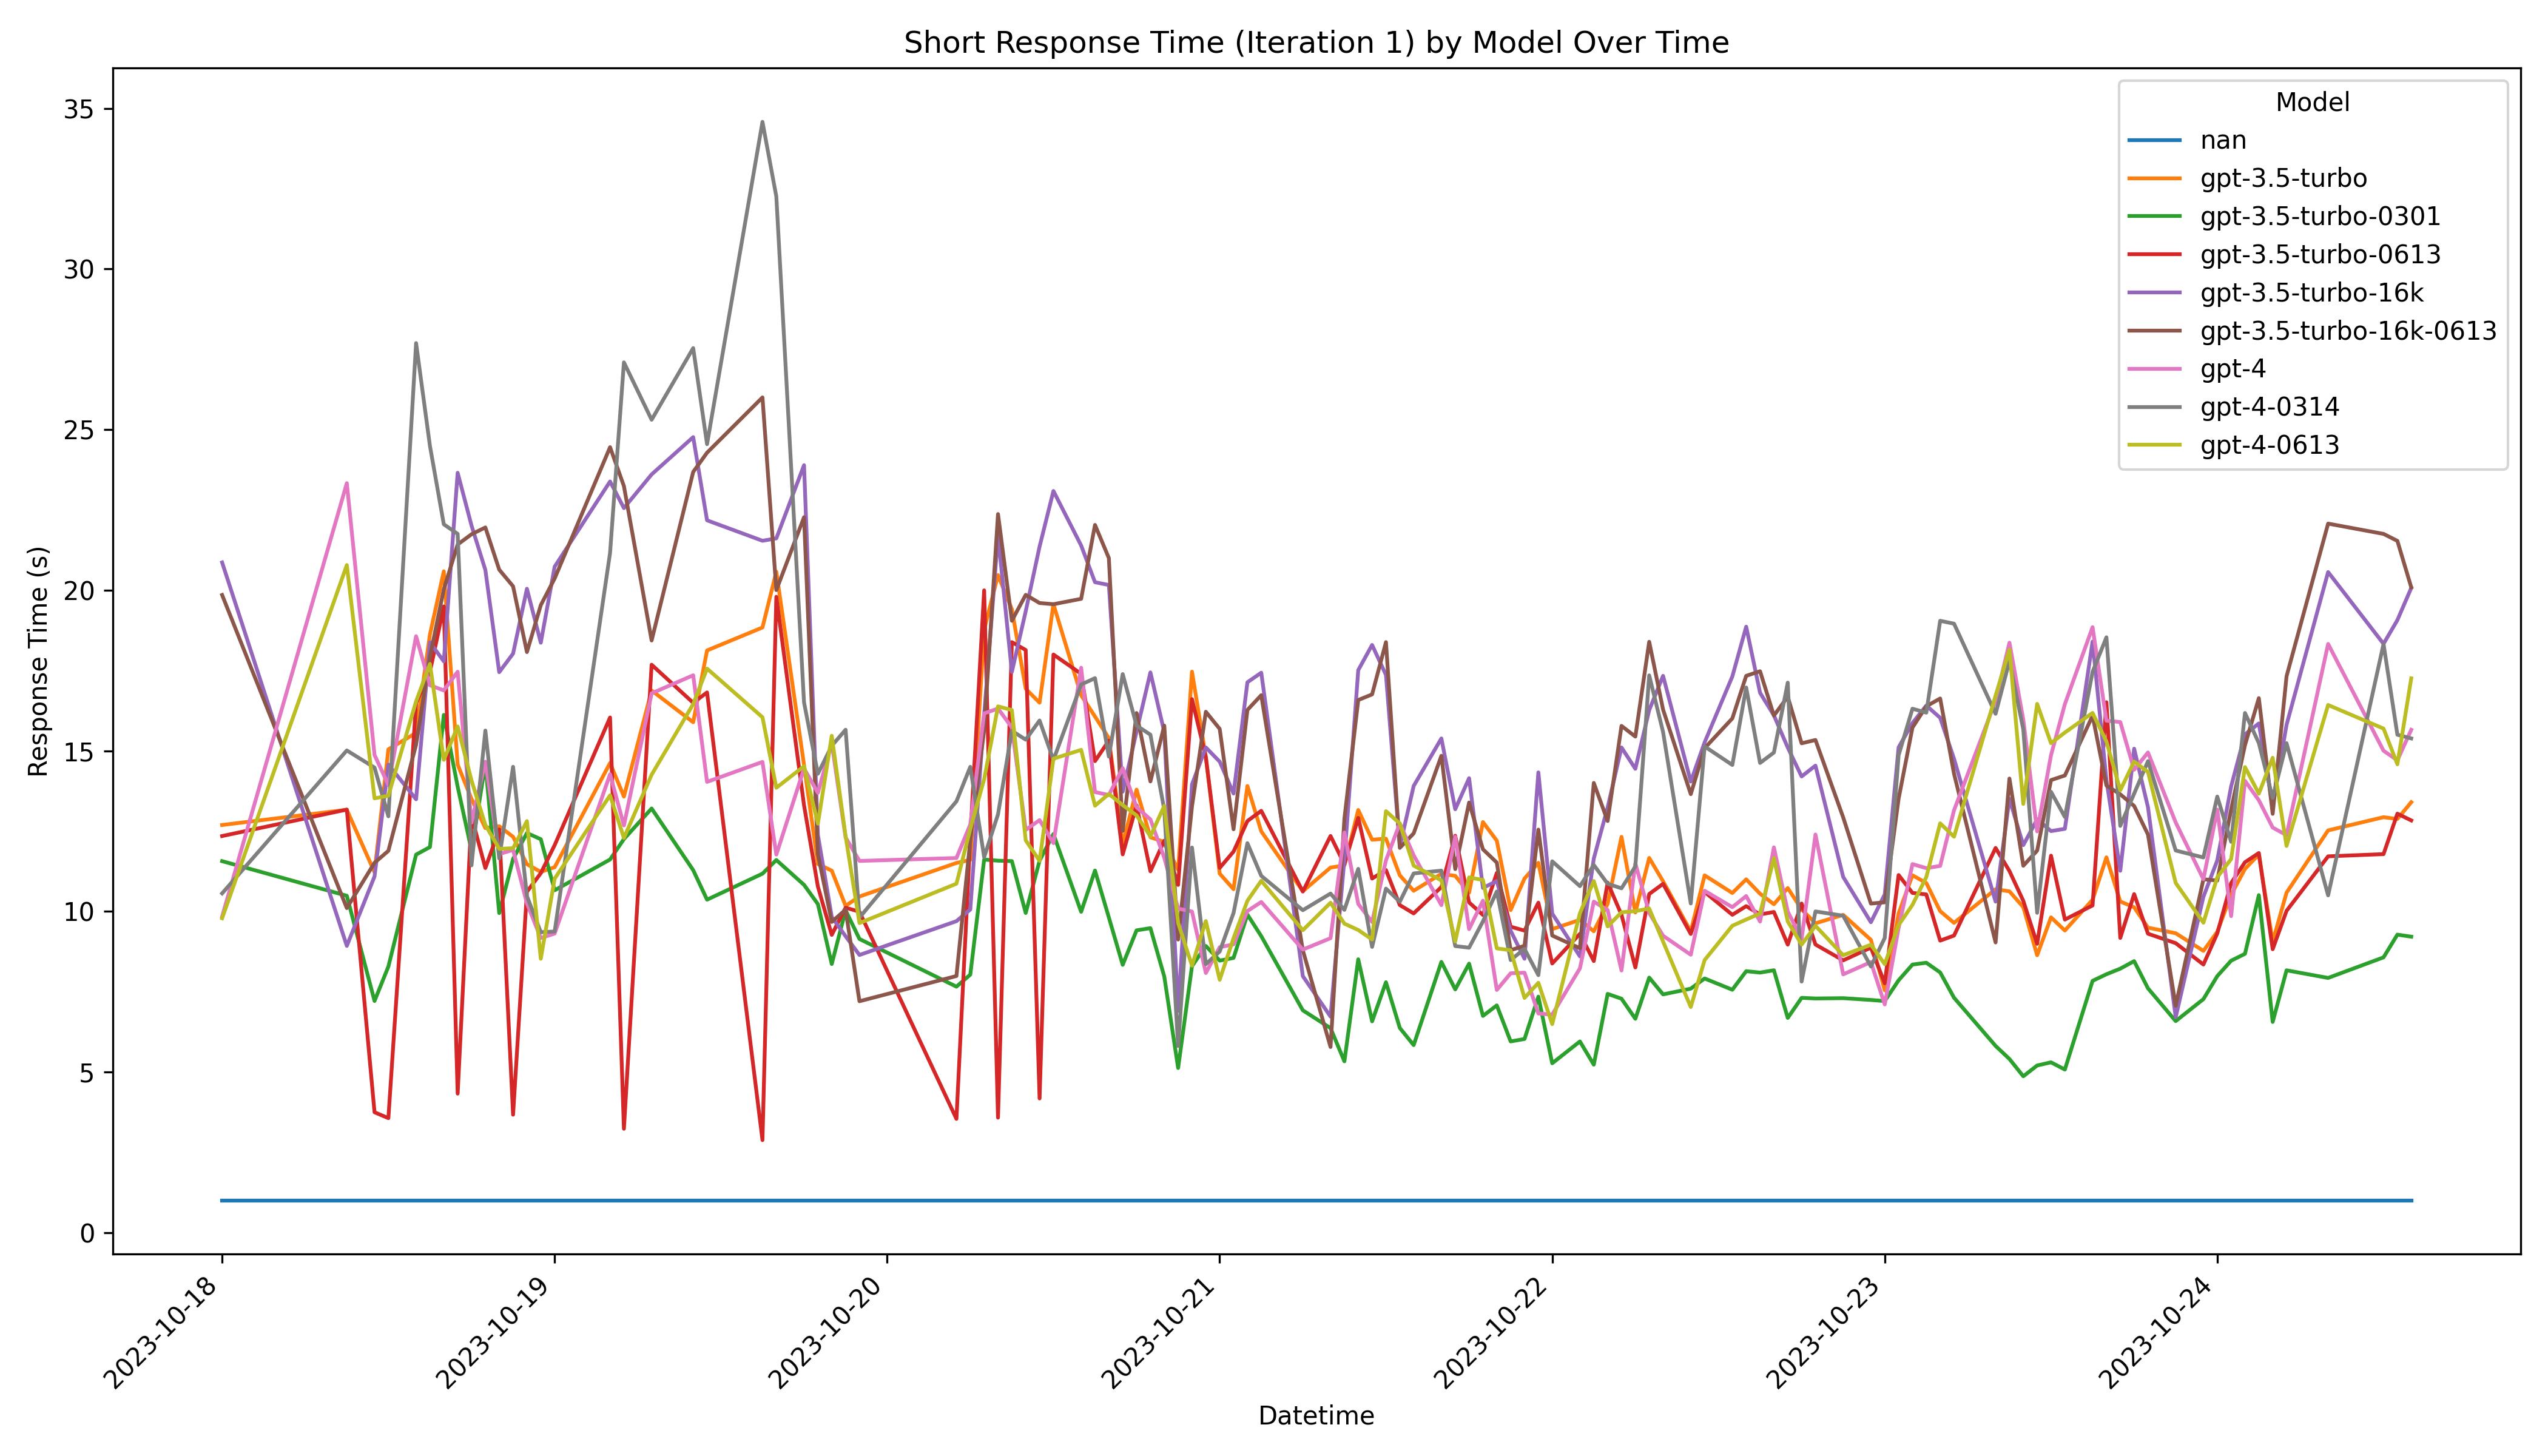 Short Response Time (Iteration 1) by Model Over Time
Response Time (s)
35
30
25
20
15
10
5
0
Model
nan
gpt-3.5-turbo
gpt-3.5-turbo-0301
gpt-3.5-turbo-0613
gpt-3.5-turbo-16k
gpt-3.5-turbo-16k-0613
gpt-4
gpt-4-0314
gpt-4-0613
2023-10-18
2023-10-19
2023-10-20
2023-10-21
2023-10-22
2023-10-23
2023-10-24
Datetime